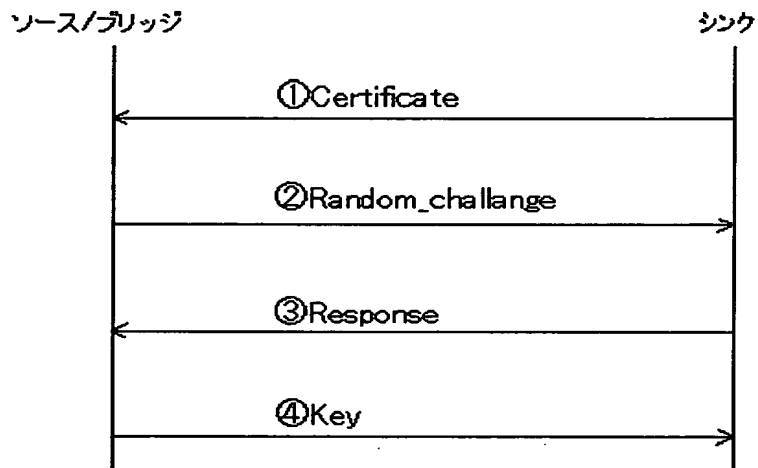 ソース/ブリッジ
シンク
①Certificate
②Random_challange
③Response
④Key